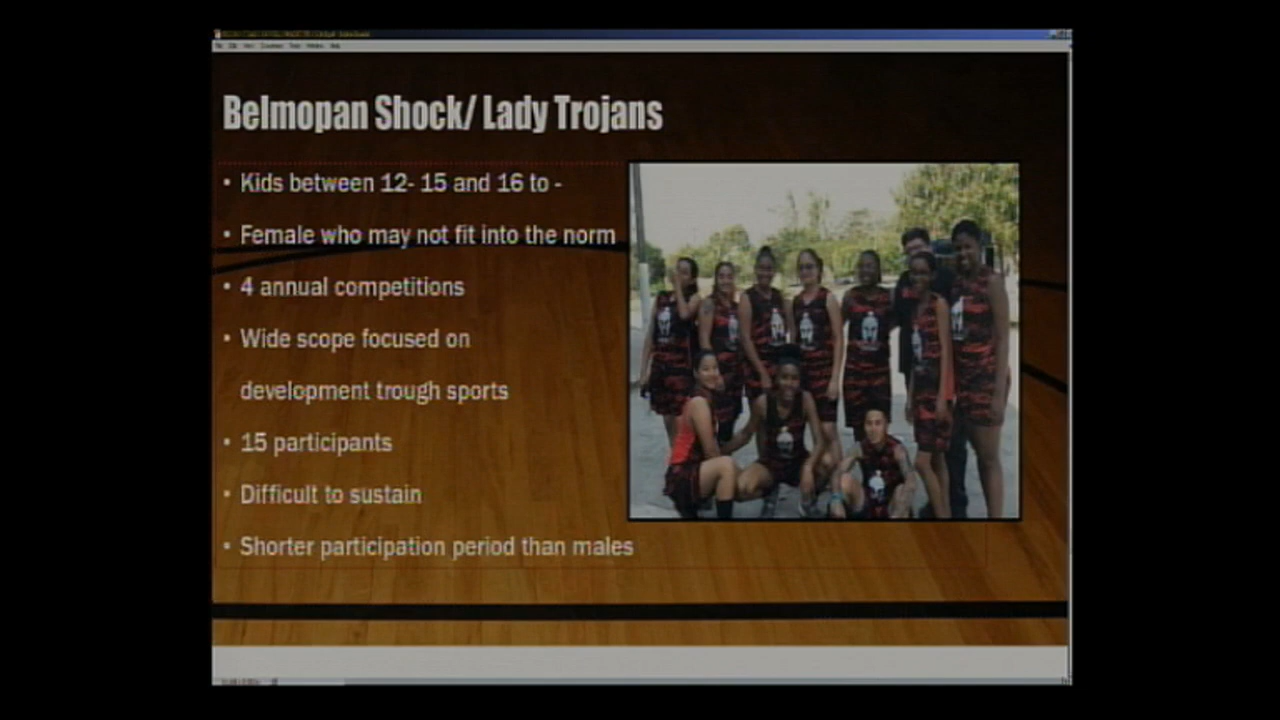 Belmopan Shock/ Lady Trojans
• Kids between 12- 15 and 16 to -
• Female who may not fit into the norm
• 4 annual competitions
• Wide scope focused on
development trough sports
• 15 participants
• Difficult to sustain
• Shorter participation period than males